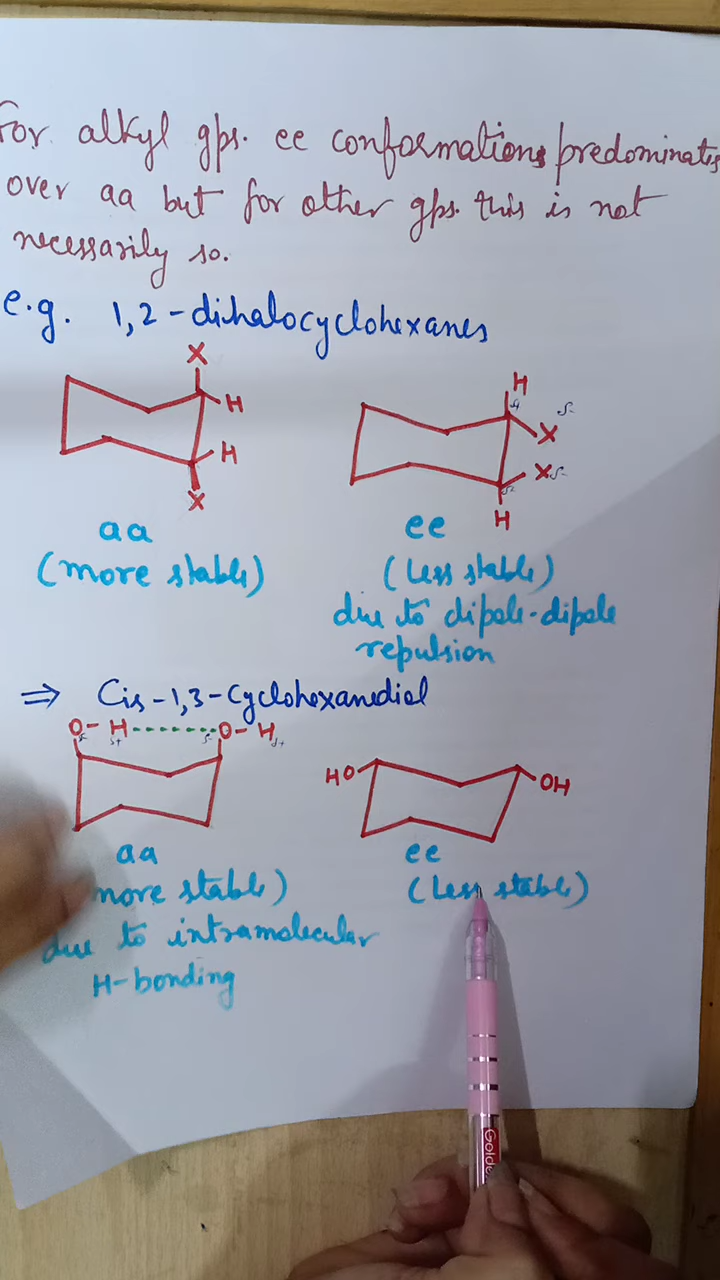 For alkyl gps. ee conformations predominates
over aa but for other gps. this is not
necessarily so.
e.g. 1,2-dihalocyclohexanes
X
H
H
X
H
δ-
X
X δ-
H
aa
ee
(more stable)
(less stable)
due to dipole-dipole
repulsion
⇒ Cis-1,3-Cyclohexanediol
O-H-------O-H
δ- δ+ δ- δ+
HO
OH
aa
ee
more stable)
(Less stable)
due to intramolecular
H-bonding